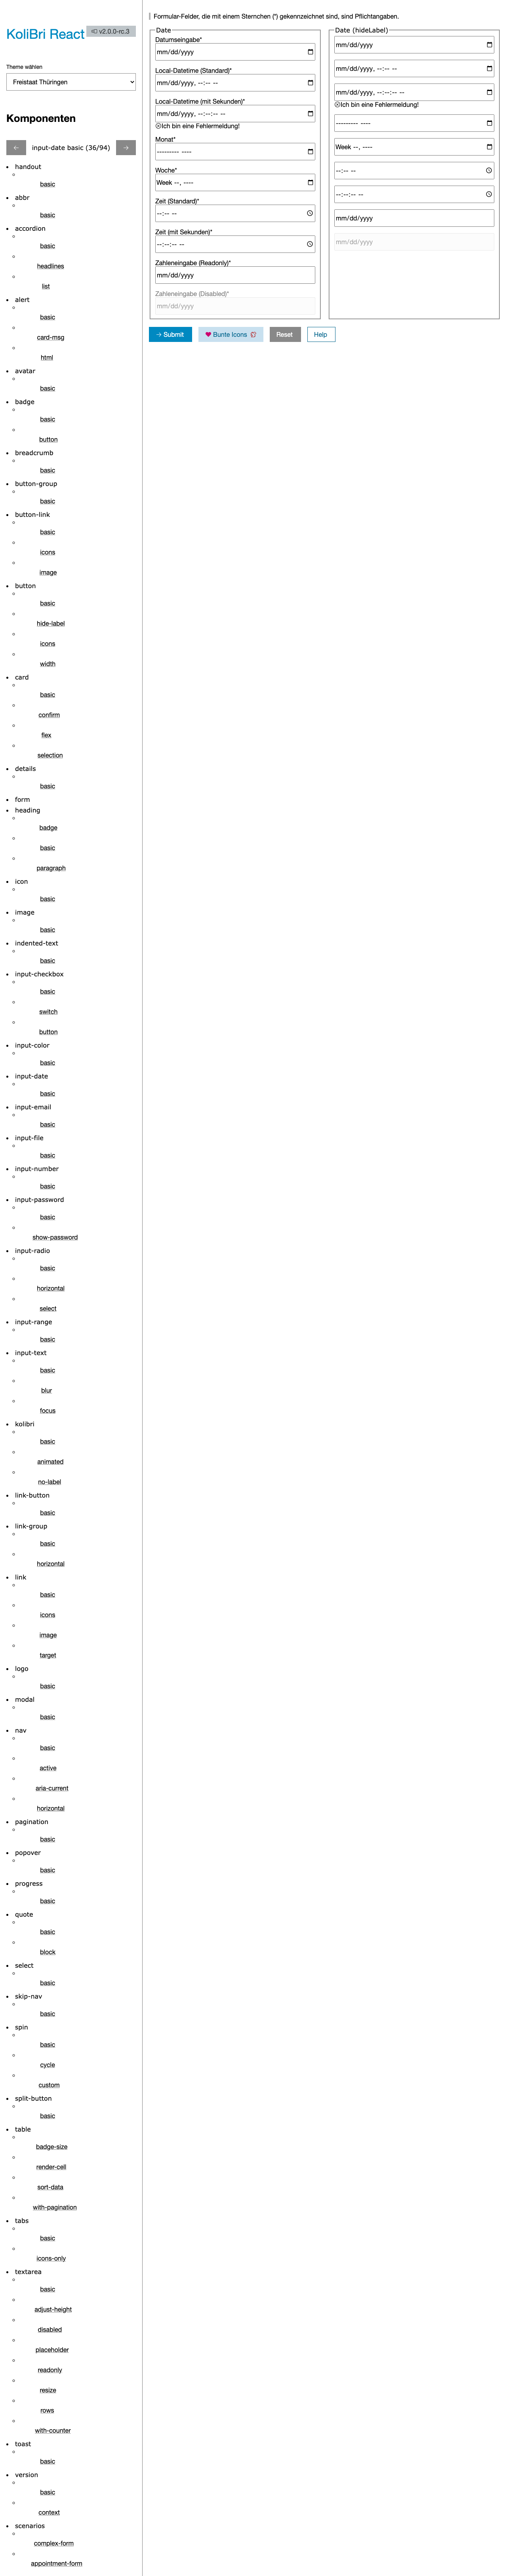 KoliBri React
v2.0.0-rc.3
Theme wählen
Freistaat Thüringen
Komponenten
input-date basic (36/94)
handout
basic
abbr
basic
accordion
basic
headlines
list
alert
basic
card-msg
html
avatar
basic
badge
basic
button
breadcrumb
basic
button-group
basic
button-link
basic
icons
image
button
basic
hide-label
icons
width
card
basic
confirm
flex
selection
details
basic
form
heading
badge
basic
paragraph
icon
basic
image
basic
indented-text
basic
input-checkbox
basic
switch
button
input-color
basic
input-date
basic
input-email
basic
input-file
basic
input-number
basic
input-password
basic
show-password
input-radio
basic
horizontal
select
input-range
basic
input-text
basic
blur
focus
kolibri
basic
animated
no-label
link-button
basic
link-group
basic
horizontal
link
basic
icons
image
target
logo
basic
modal
basic
nav
basic
active
aria-current
horizontal
pagination
basic
popover
basic
progress
basic
quote
basic
block
select
basic
skip-nav
basic
spin
basic
cycle
custom
split-button
basic
table
badge-size
render-cell
sort-data
with-pagination
tabs
basic
icons-only
textarea
basic
adjust-height
disabled
placeholder
readonly
resize
rows
with-counter
toast
basic
version
basic
context
scenarios
complex-form
appointment-form
Formular-Felder, die mit einem Sternchen (*) gekennzeichnet sind, sind Pflichtangaben.
Date
Datumseingabe*
mm/dd/yyyy
Local-Datetime (Standard)*
mm/dd/yyyy, --:-- --
Local-Datetime (mit Sekunden)*
mm/dd/yyyy, --:--:-- --
Ich bin eine Fehlermeldung!
Monat*
--------- ----
Woche*
Week --, ----
Zeit (Standard)*
--:-- --
Zeit (mit Sekunden)*
--:--:-- --
Zahleneingabe (Readonly)*
mm/dd/yyyy
Zahleneingabe (Disabled)*
mm/dd/yyyy
Date (hideLabel)
mm/dd/yyyy
mm/dd/yyyy, --:-- --
mm/dd/yyyy, --:--:-- --
Ich bin eine Fehlermeldung!
--------- ----
Week --, ----
--:-- --
--:--:-- --
mm/dd/yyyy
mm/dd/yyyy
Submit
Bunte Icons
Reset
Help